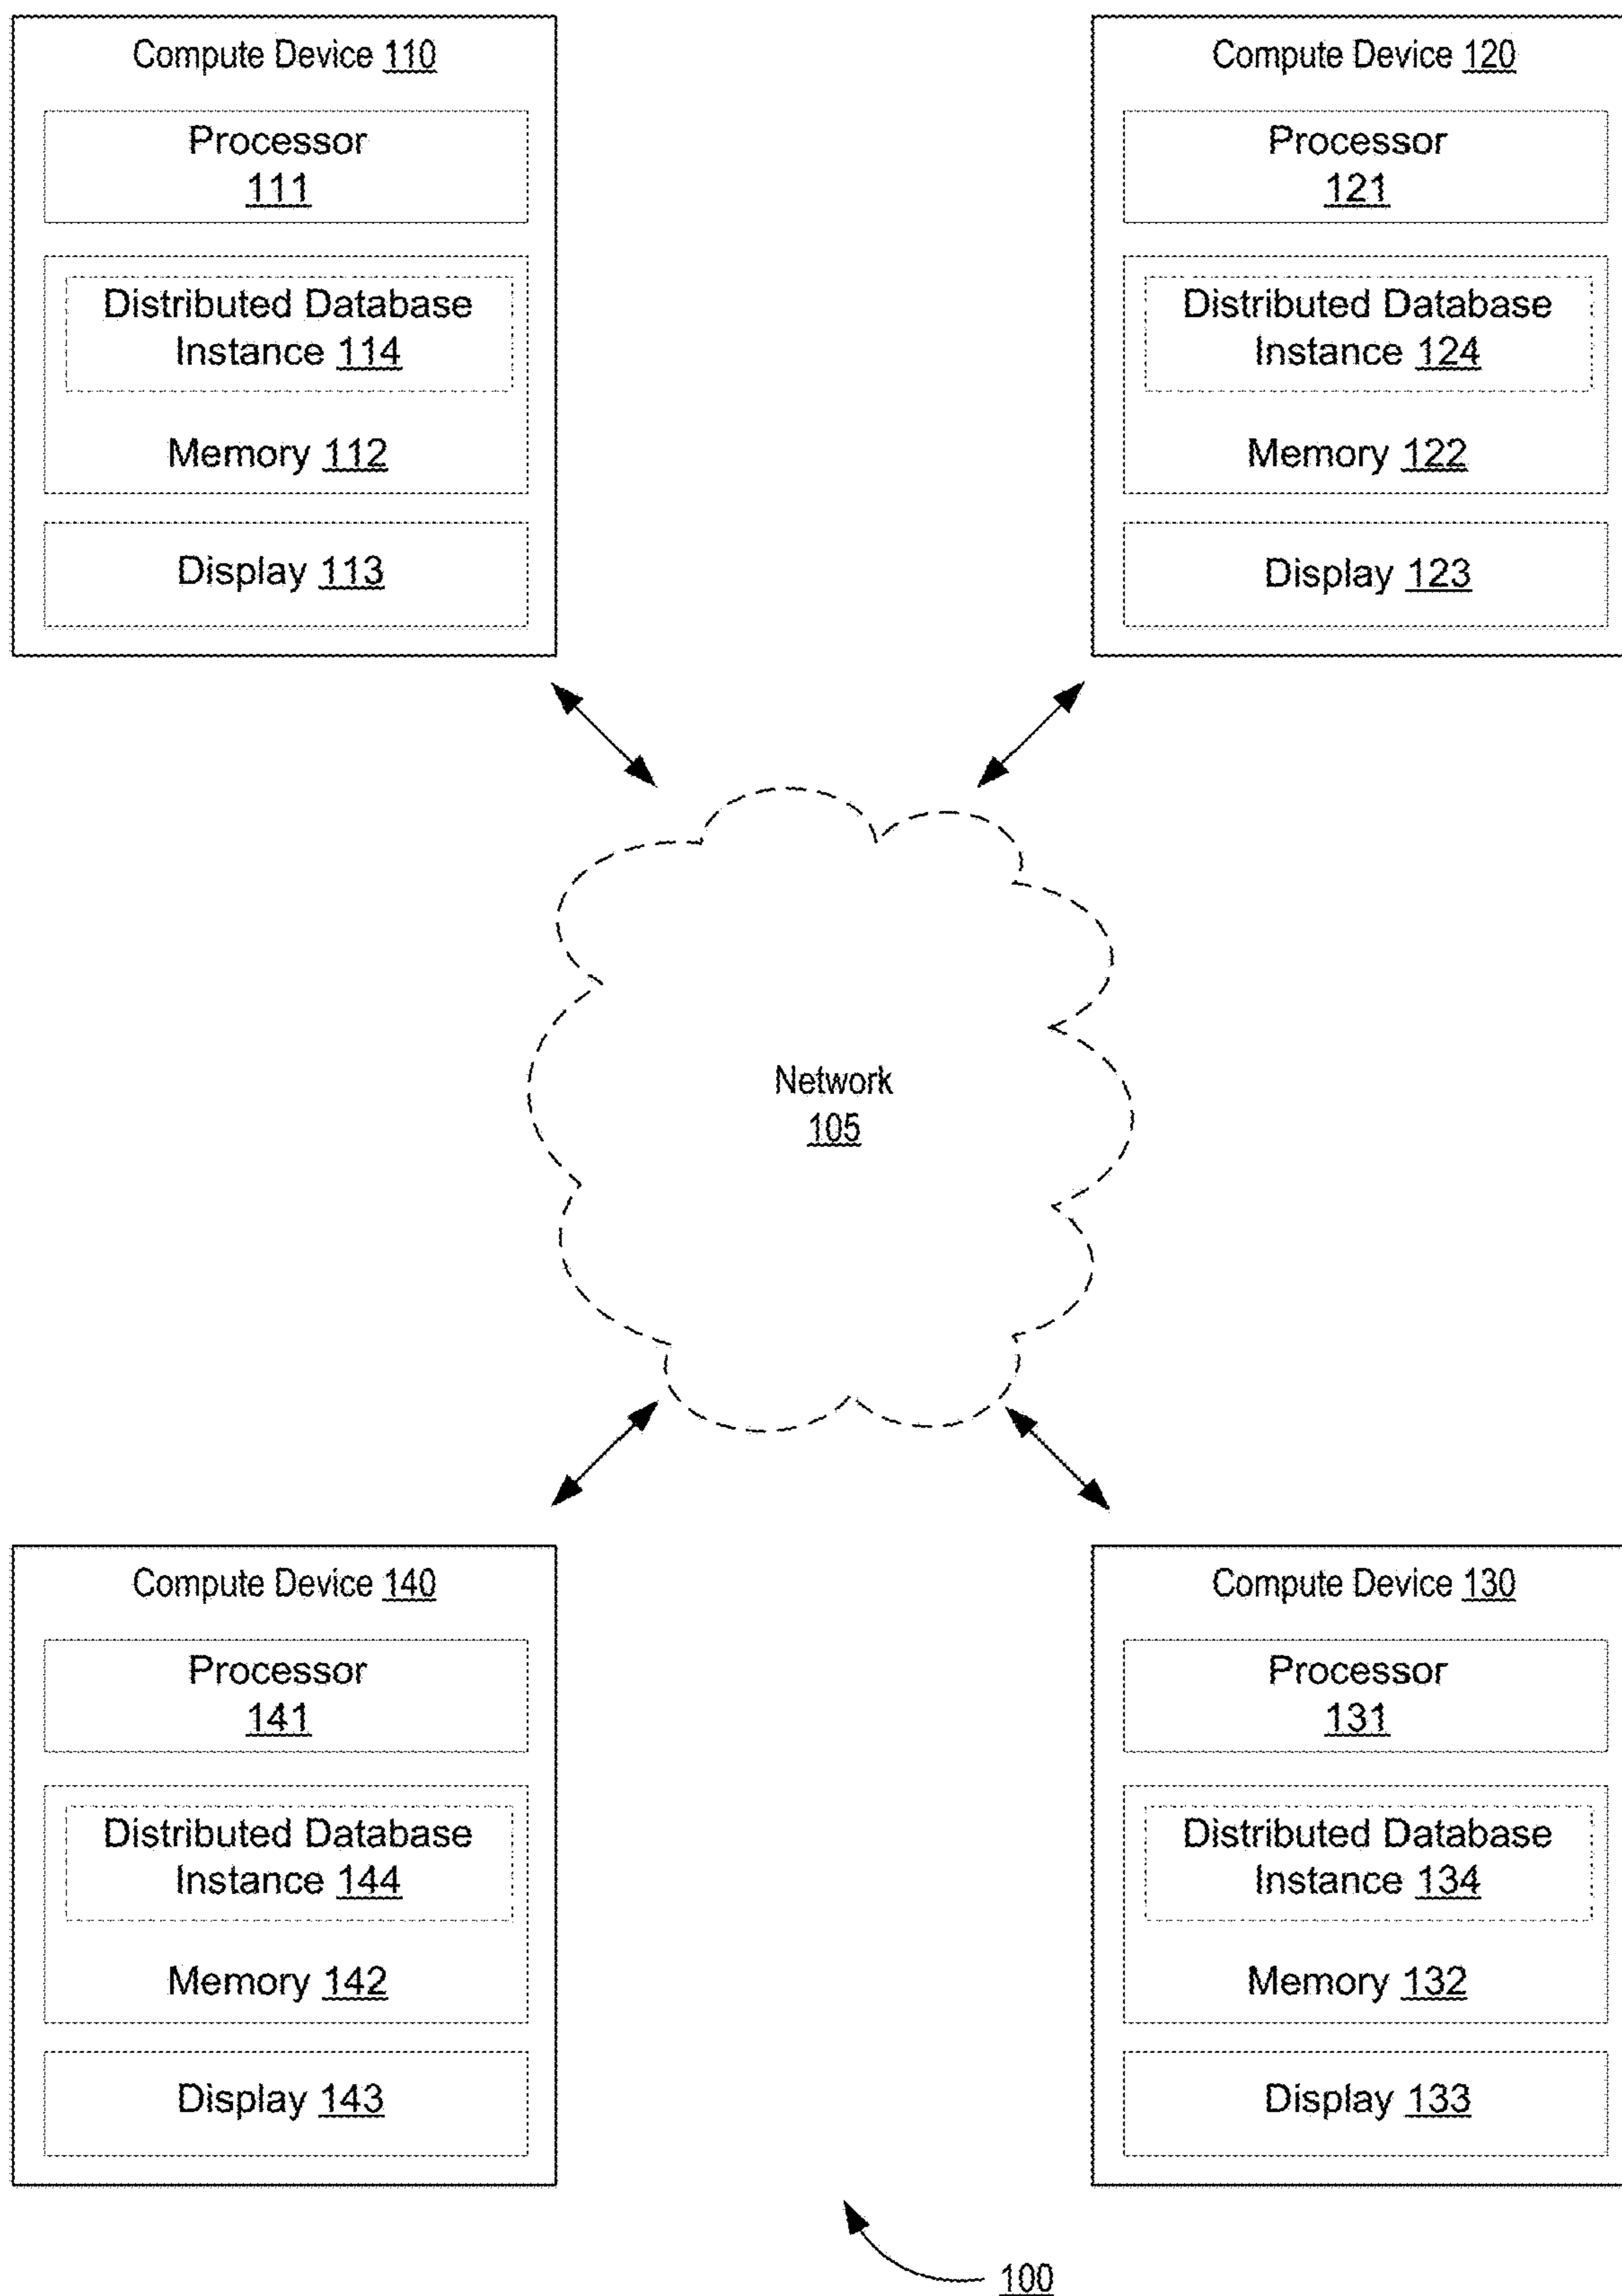 Compute Device 110
Processor
111
Distributed Database
Instance 114
Memory 112
Display 113
Compute Device 120
Processor
121
Distributed Database
Instance 124
Memory 122
Display 123
Network
105
Compute Device 140
Processor
141
Distributed Database
Instance 144
Memory 142
Display 143
Compute Device 130
Processor
131
Distributed Database
Instance 134
Memory 132
Display 133
100